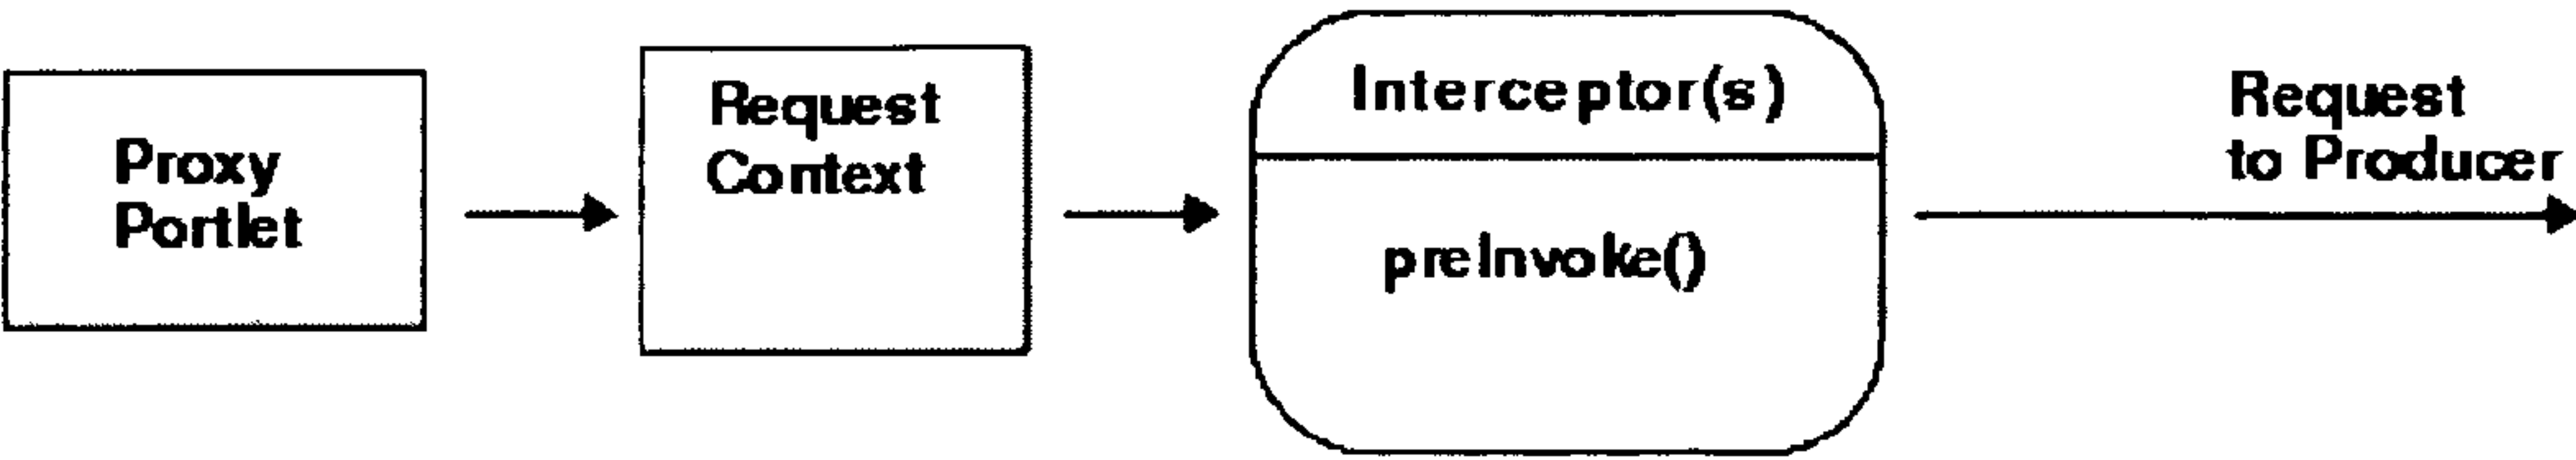 Proxy
Portlet
Request
Context
Interceptor(s)
preInvoke()
Request
to Producer